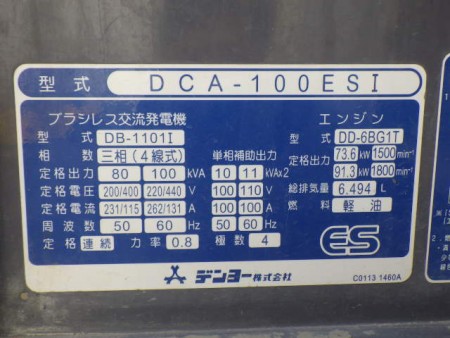 型式 DCA-100ESI
ブラシレス交流発電機
型式 DB-1101I
相数 三相(4線式) 単相補助出力
定格出力 80 100 kVA 10 11 kVA×2
定格電圧 200/400 220/440 V 100 110 V
定格電流 231/115 262/131 A 100 100 A
周波数 50 60 Hz 50 60 Hz
定格 連続 力率 0.8 極数 4
エンジン
型式 DD-6BG1T
定格出力 73.6 kW 1500 min⁻¹
91.3 kW 1800 min⁻¹
総排気量 6.494 L
燃料 軽油
ES
デンヨー株式会社
C0113 1460A